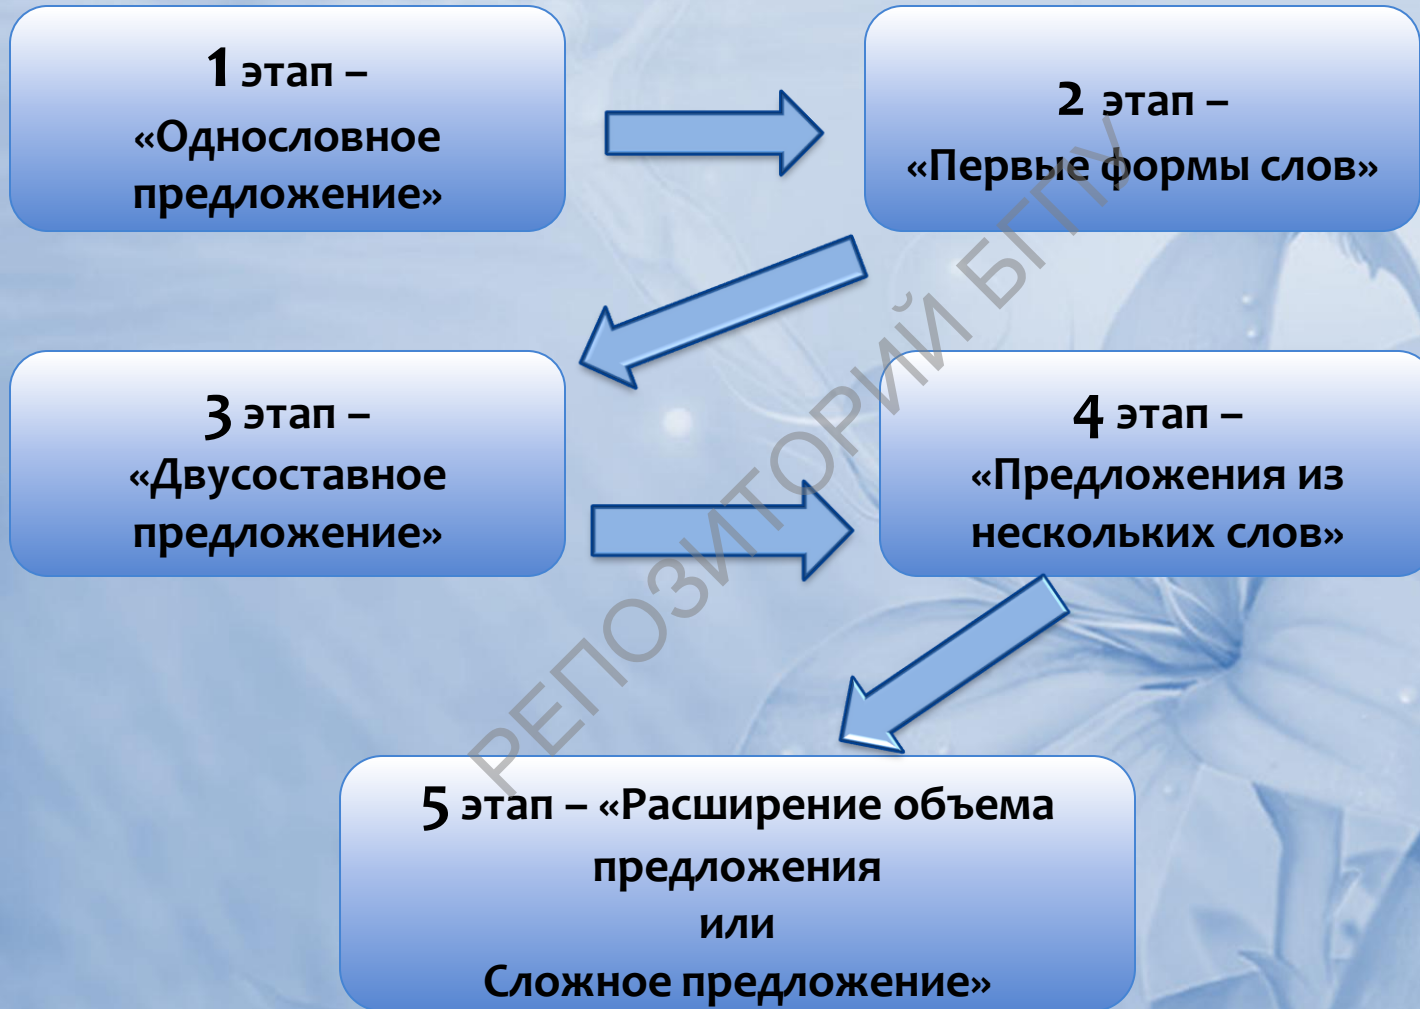 1 этап –
«Однословное
предложение»
2 этап –
«Первые формы слов»
3 этап –
«Двусоставное
предложение»
4 этап –
«Предложения из
нескольких слов»
5 этап – «Расширение объема
предложения
или
Сложное предложение»
РЕПОЗИТОРИЙ БГПУ